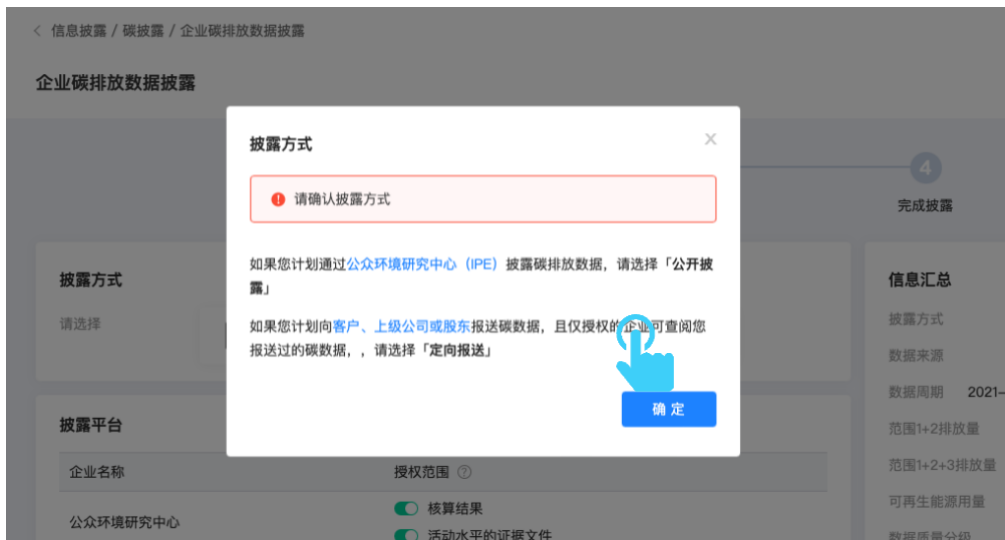 < 信息披露 / 碳披露 / 企业碳排放数据披露
企业碳排放数据披露
披露方式
×
请确认披露方式
4
完成披露
如果您计划通过公众环境研究中心（IPE）披露碳排放数据，请选择「公开披
露」
如果您计划向客户、上级公司或股东报送碳数据，且仅授权的企业可查阅您
报送过的碳数据，，请选择「定向报送」
确 定
披露方式
请选择
披露平台
企业名称
授权范围 ?
公众环境研究中心
核算结果
活动水平的证据文件
信息汇总
披露方式
数据来源
数据周期 2021-
范围1+2排放量
范围1+2+3排放量
可再生能源用量
数据质量分级